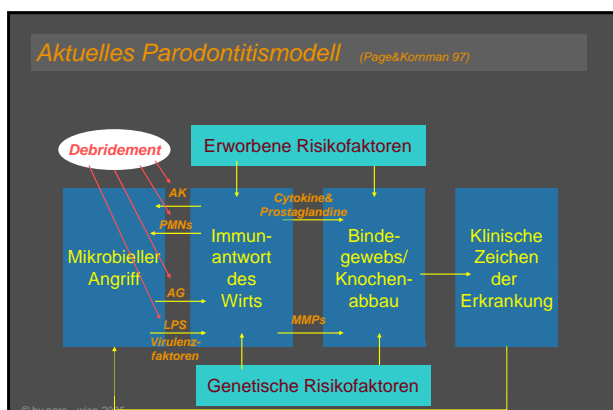 Aktuelles Parodontitismodell (Page&Kornman 97)
Debridement
Erworbene Risikofaktoren
AK
PMNs
Cytokine&
Prostaglandine
Mikrobieller
Angriff
Immun-
antwort
des
Wirts
Binde-
gewebs/
Knochen-
abbau
Klinische
Zeichen
der
Erkrankung
AG
LPS
Virulenz-
faktoren
MMPs
Genetische Risikofaktoren